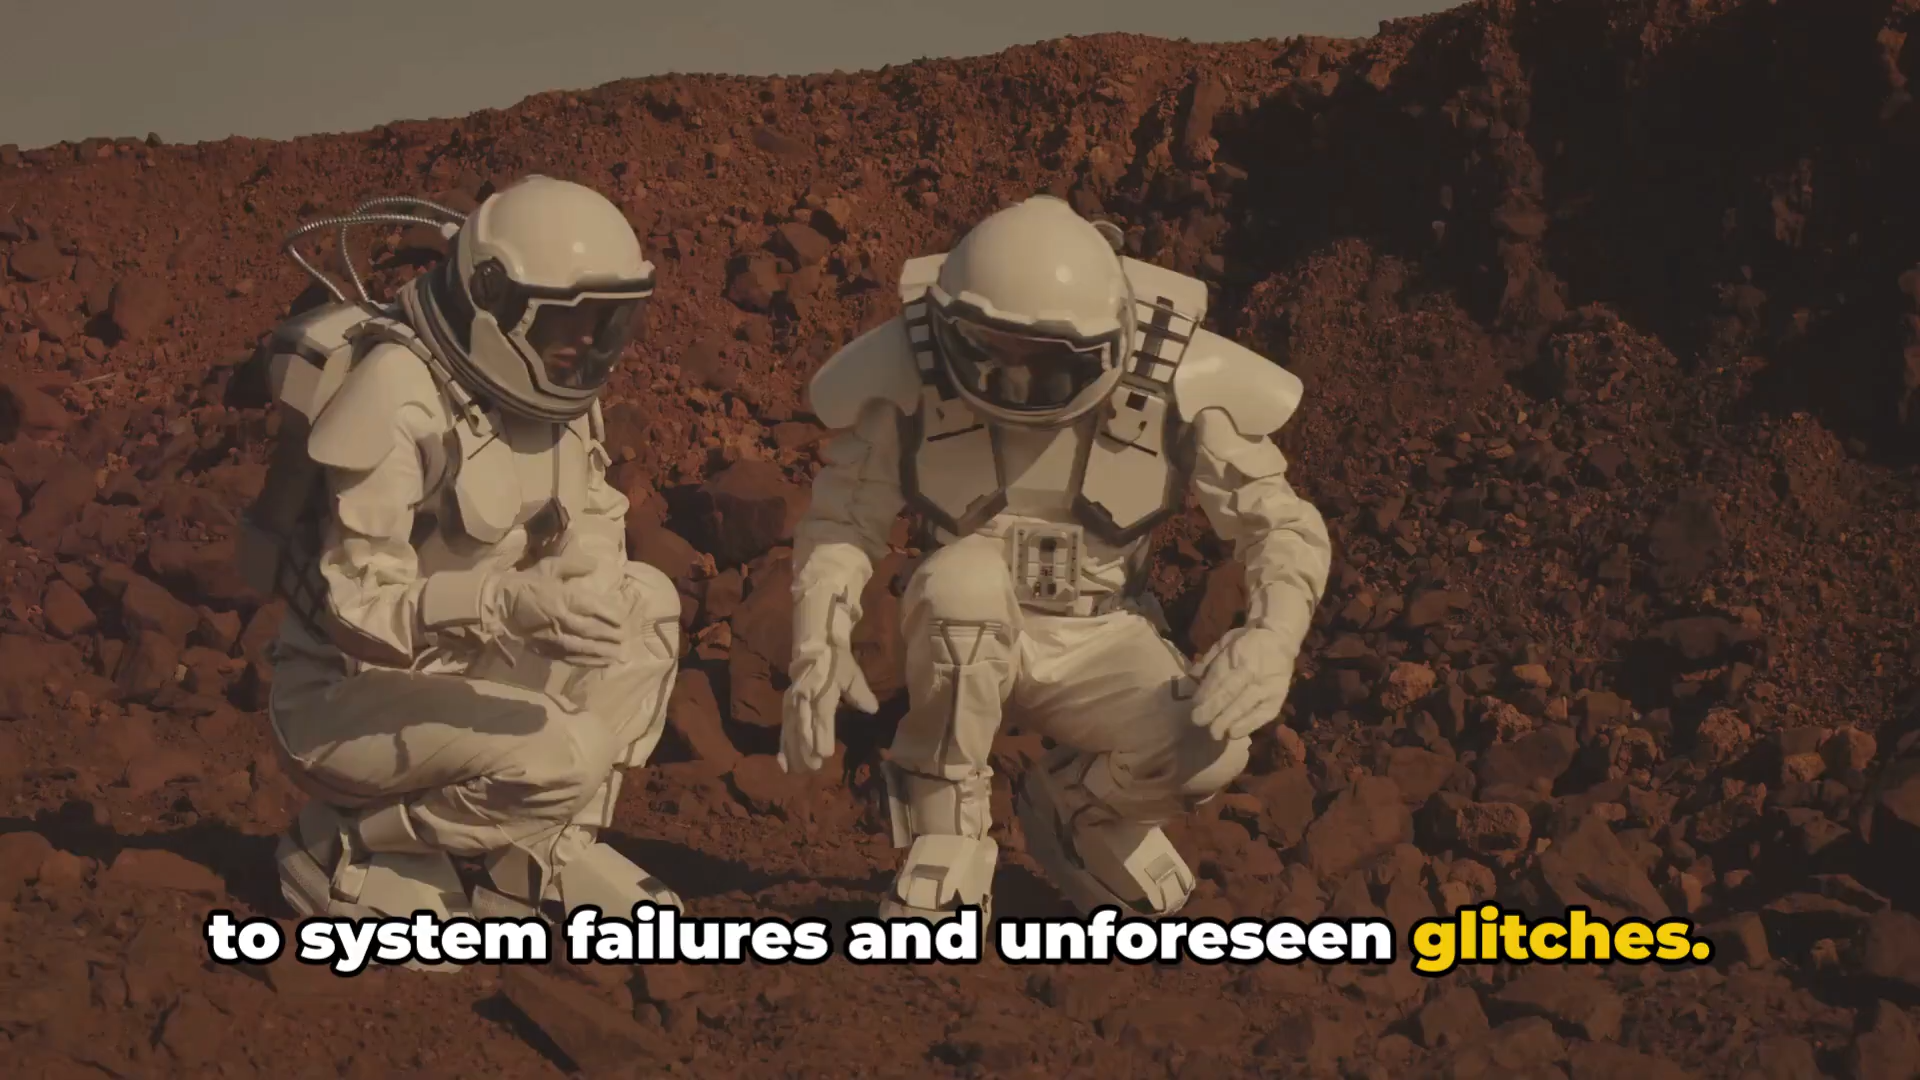 to system failures and unforeseen glitches.